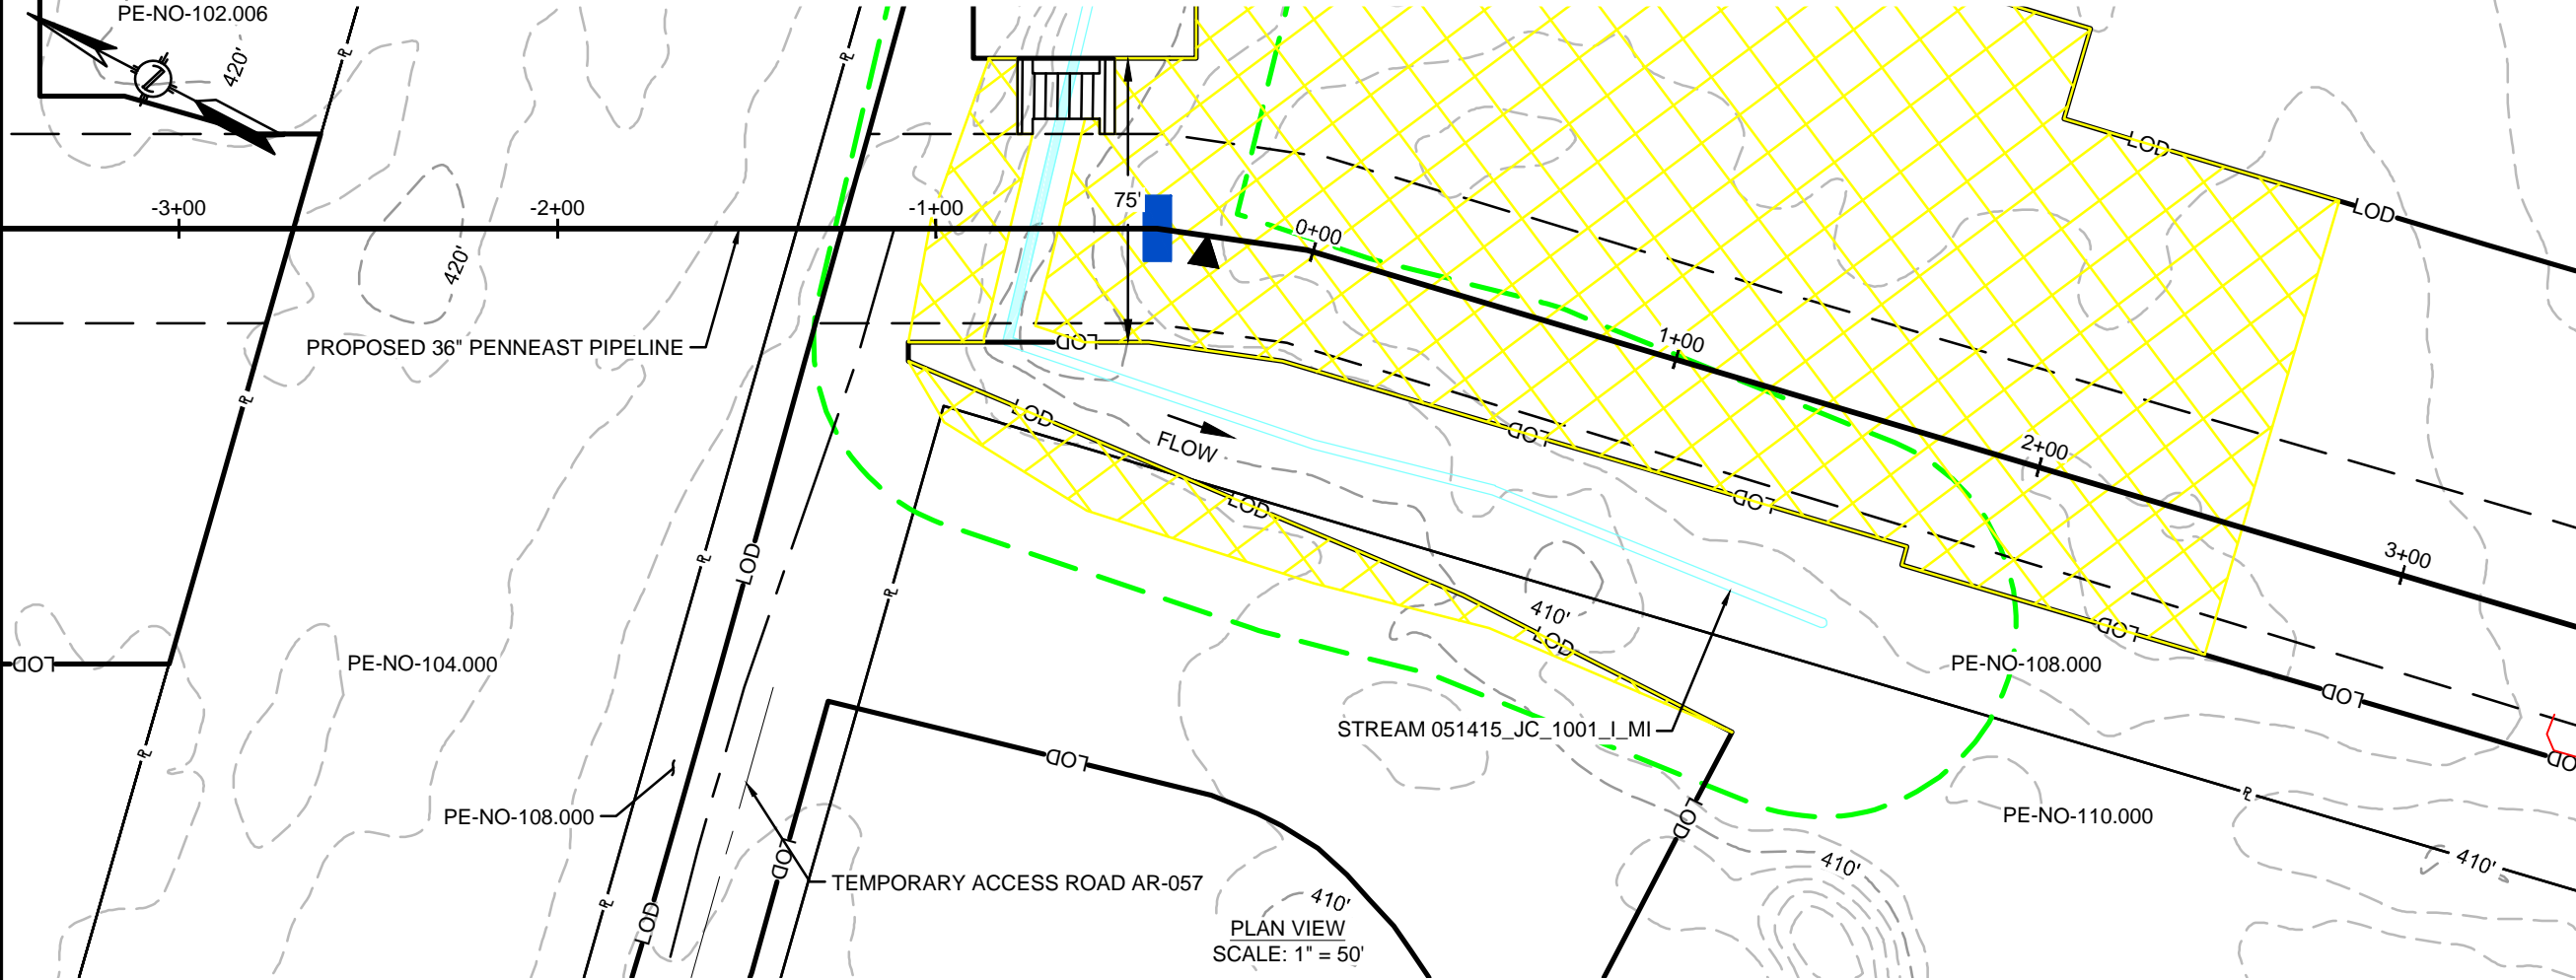 PE-NO-102.006
420'
-3+00
-2+00
-1+00
75'
0+00
LOD
LOD
420'
PROPOSED 36" PENNEAST PIPELINE
LOD
1+00
LOD
FLOW
LOD
2+00
LOD
LOD
LOD
3+00
410'
LOD
LOD
LOD
PE-NO-104.000
PE-NO-108.000
LOD
STREAM 051415_JC_1001_I_MI
LOD
LOD
PE-NO-108.000
LOD
PE-NO-110.000
410'
410'
LOD
TEMPORARY ACCESS ROAD AR-057
410'
LOD
PLAN VIEW
SCALE: 1" = 50'